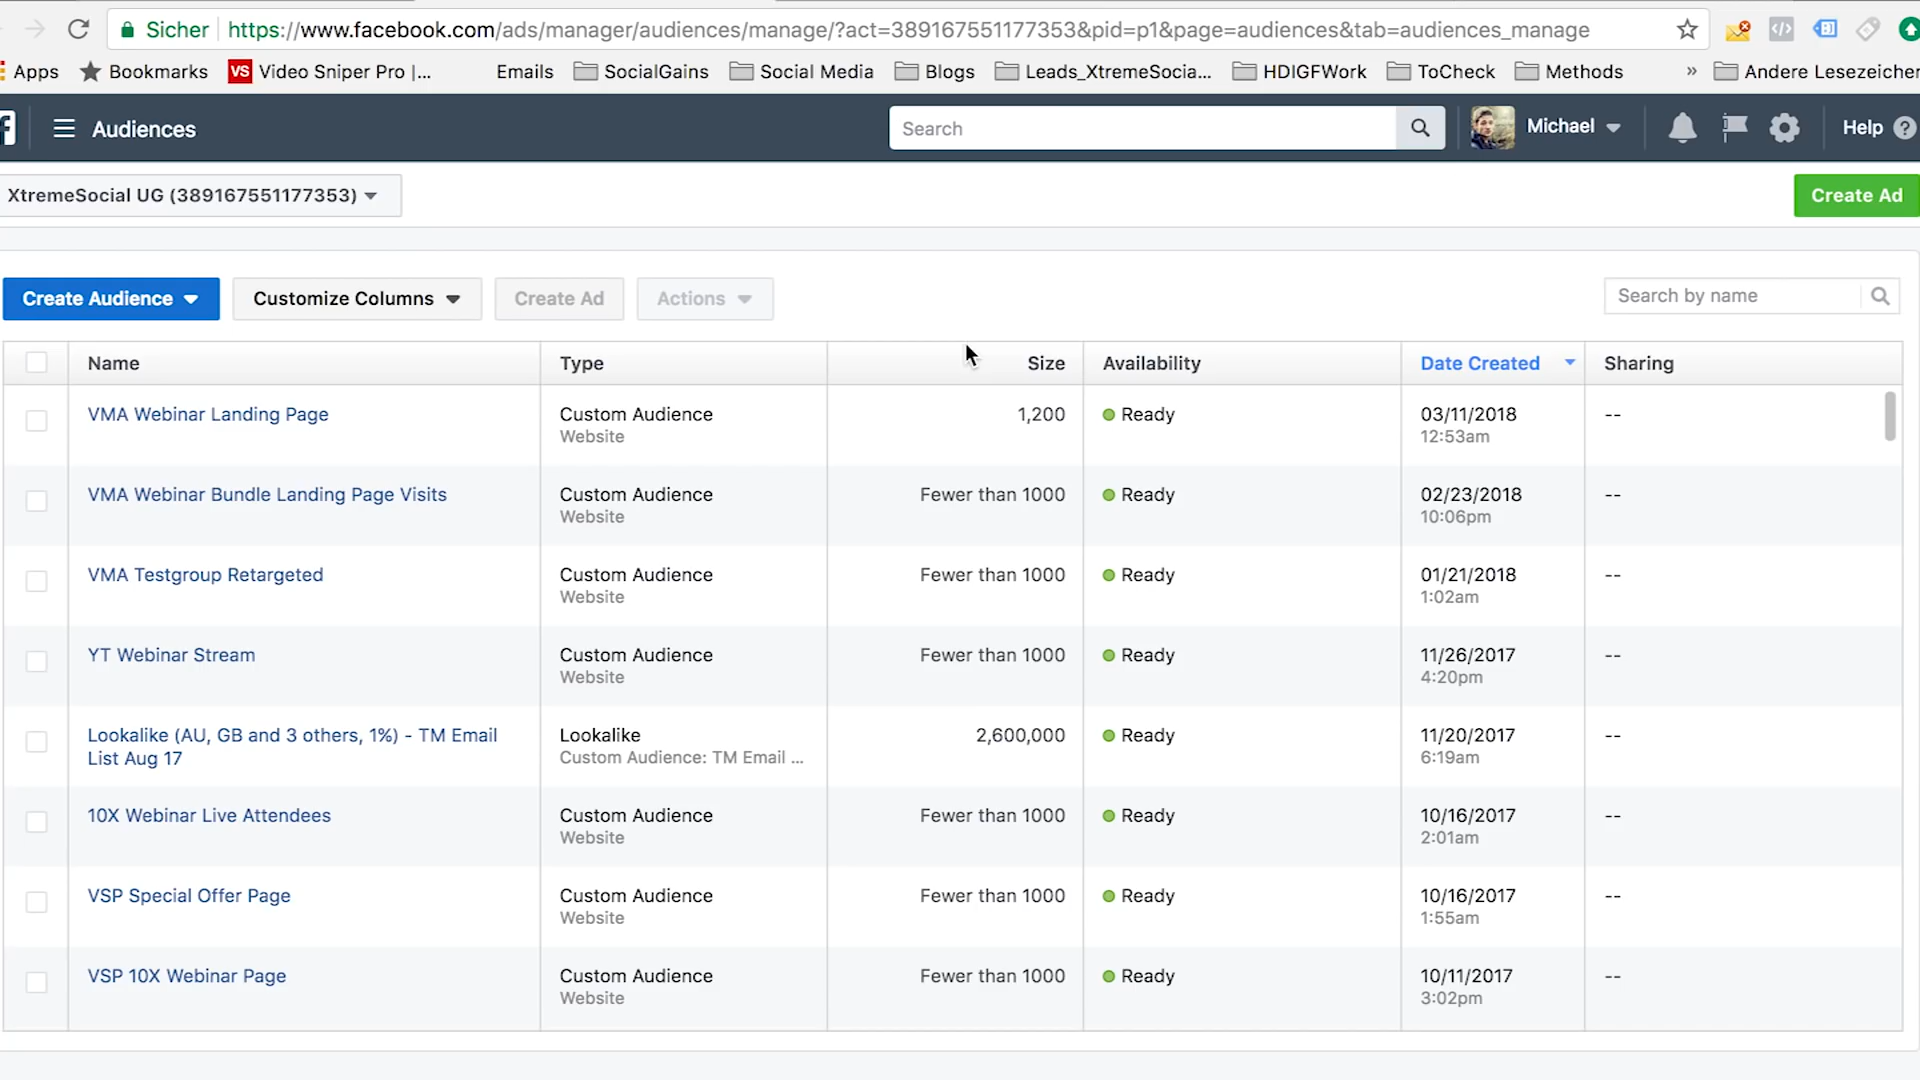 Sicher https://www.facebook.com/ads/manager/audiences/manage/?act=389167551177353&pid=p1&page=audiences&tab=audiences_manage
Apps Bookmarks VS Video Sniper Pro |... Emails SocialGains Social Media Blogs Leads_XtremeSocia... HDIGFWork ToCheck Methods » Andere Lesezeichen
Audiences Search Michael Help ?
XtremeSocial UG (389167551177353) Create Ad
Create Audience Customize Columns Create Ad Actions Search by name
Name Type Size Availability Date Created Sharing
VMA Webinar Landing Page Custom Audience 1,200 Ready 03/11/2018 --
Website 12:53am
VMA Webinar Bundle Landing Page Visits Custom Audience Fewer than 1000 Ready 02/23/2018 --
Website 10:06pm
VMA Testgroup Retargeted Custom Audience Fewer than 1000 Ready 01/21/2018 --
Website 1:02am
YT Webinar Stream Custom Audience Fewer than 1000 Ready 11/26/2017 --
Website 4:20pm
Lookalike (AU, GB and 3 others, 1%) - TM Email Lookalike 2,600,000 Ready 11/20/2017 --
List Aug 17 Custom Audience: TM Email ... 6:19am
10X Webinar Live Attendees Custom Audience Fewer than 1000 Ready 10/16/2017 --
Website 2:01am
VSP Special Offer Page Custom Audience Fewer than 1000 Ready 10/16/2017 --
Website 1:55am
VSP 10X Webinar Page Custom Audience Fewer than 1000 Ready 10/11/2017 --
Website 3:02pm